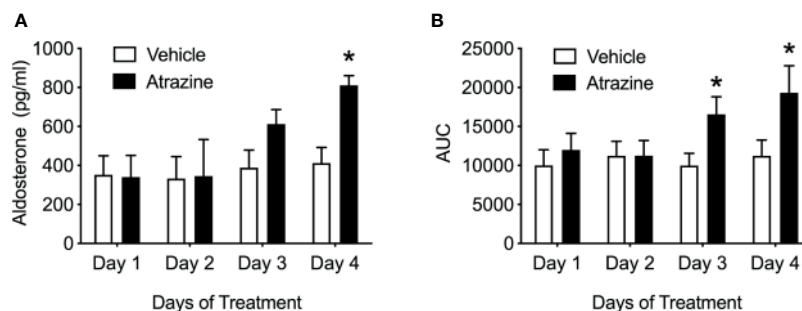 A
Aldosterone (pg/ml)
1000
800
600
400
200
0
Vehicle
Atrazine
*
Day 1 Day 2 Day 3 Day 4
Days of Treatment
B
AUC
25000
20000
15000
10000
5000
0
Vehicle
Atrazine
*
*
Day 1 Day 2 Day 3 Day 4
Days of Treatment